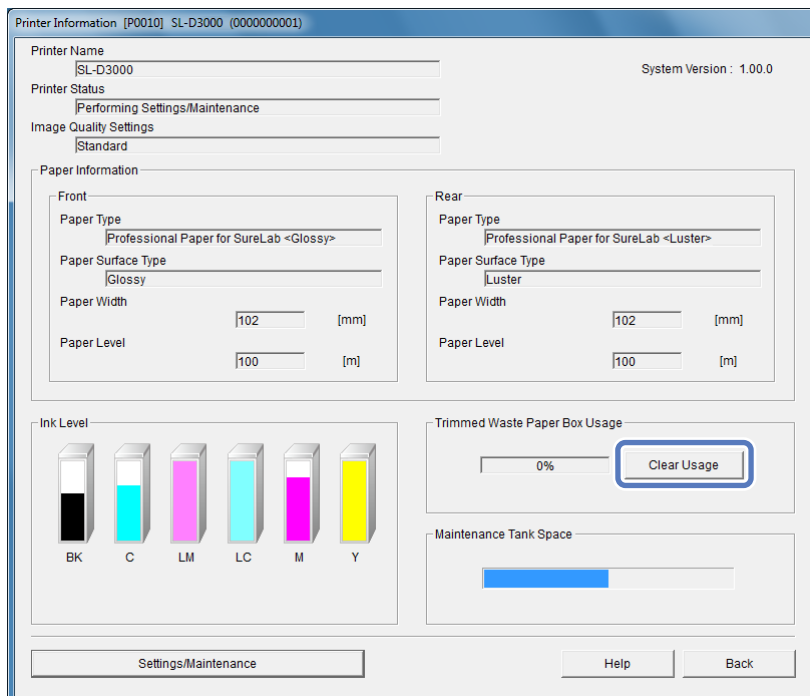 Printer Information [P0010] SL-D3000 (0000000001)
Printer Name
SL-D3000
System Version : 1.00.0
Printer Status
Performing Settings/Maintenance
Image Quality Settings
Standard
Paper Information
Front
Paper Type
Professional Paper for SureLab <Glossy>
Paper Surface Type
Glossy
Paper Width
102 [mm]
Paper Level
100 [m]
Rear
Paper Type
Professional Paper for SureLab <Luster>
Paper Surface Type
Luster
Paper Width
102 [mm]
Paper Level
100 [m]
Ink Level
BK C LM LC M Y
Trimmed Waste Paper Box Usage
0% Clear Usage
Maintenance Tank Space
Settings/Maintenance Help Back